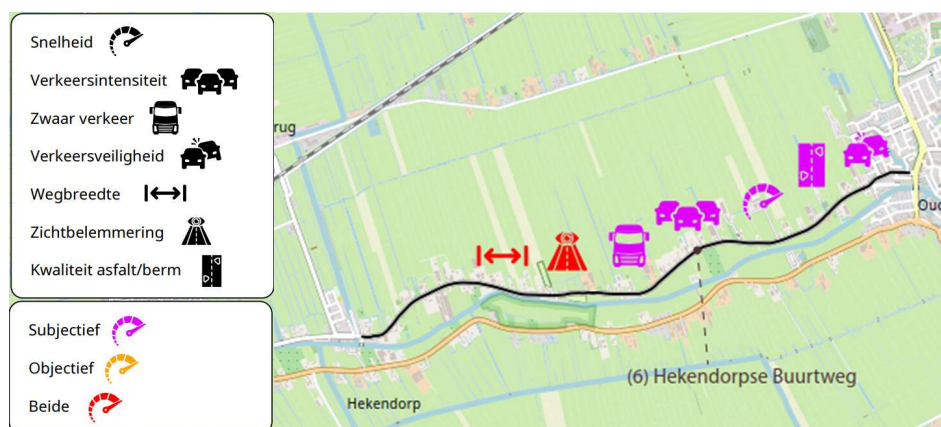 Snelheid
Verkeersintensiteit
Zwaar verkeer
Verkeersveiligheid
Wegbreedte
Zichtbelemmering
Kwaliteit asfalt/berm
Subjectief
Objectief
Beide
rug
Oud
(6) Hekendorpse Buurtweg
Hekendorp